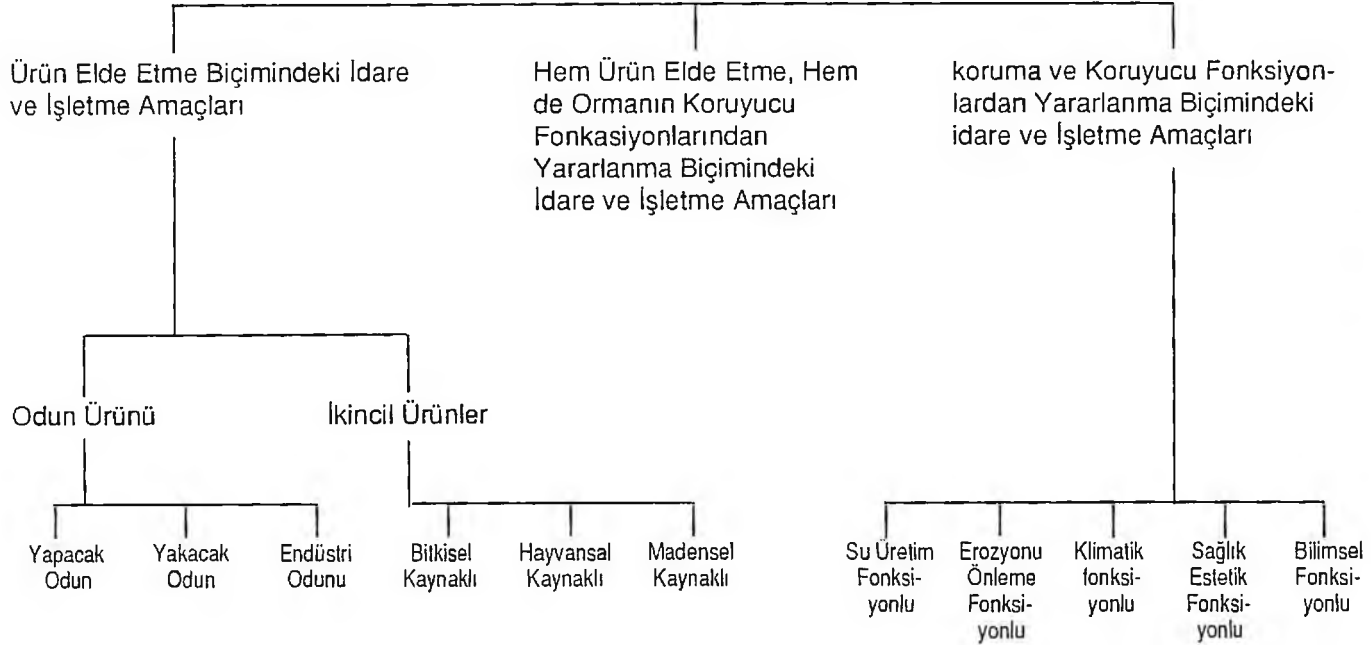 Ürün Elde Etme Biçimindeki İdare
ve İşletme Amaçları
Hem Ürün Elde Etme, Hem
de Ormanın Koruyucu
Fonkasiyonlarından
Yararlanma Biçimindeki
İdare ve İşletme Amaçları
koruma ve Koruyucu Fonksiyon-
lardan Yararlanma Biçimindeki
idare ve İşletme Amaçları
Odun Ürünü
İkincil Ürünler
Yapacak
Odun
Yakacak
Odun
Endüstri
Odunu
Bitkisel
Kaynaklı
Hayvansal
Kaynaklı
Madensel
Kaynaklı
Su Üretim
Fonksi-
yonlu
Erozyonu
Önleme
Fonksi-
yonlu
Klimatik
fonksi-
yonlu
Sağlık
Estetik
Fonksi-
yonlu
Bilimsel
Fonksi-
yonlu